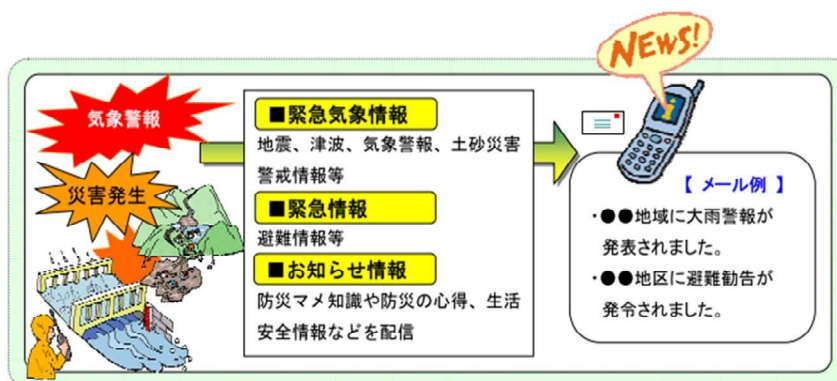 NEWS!
気象警報
災害発生
■緊急気象情報
地震、津波、気象警報、土砂災害
警戒情報等
■緊急情報
避難情報等
■お知らせ情報
防災マメ知識や防災の心得、生活
安全情報などを配信
【 メール例 】
・●●地域に大雨警報が
発表されました。
・●●地区に避難勧告が
発令されました。